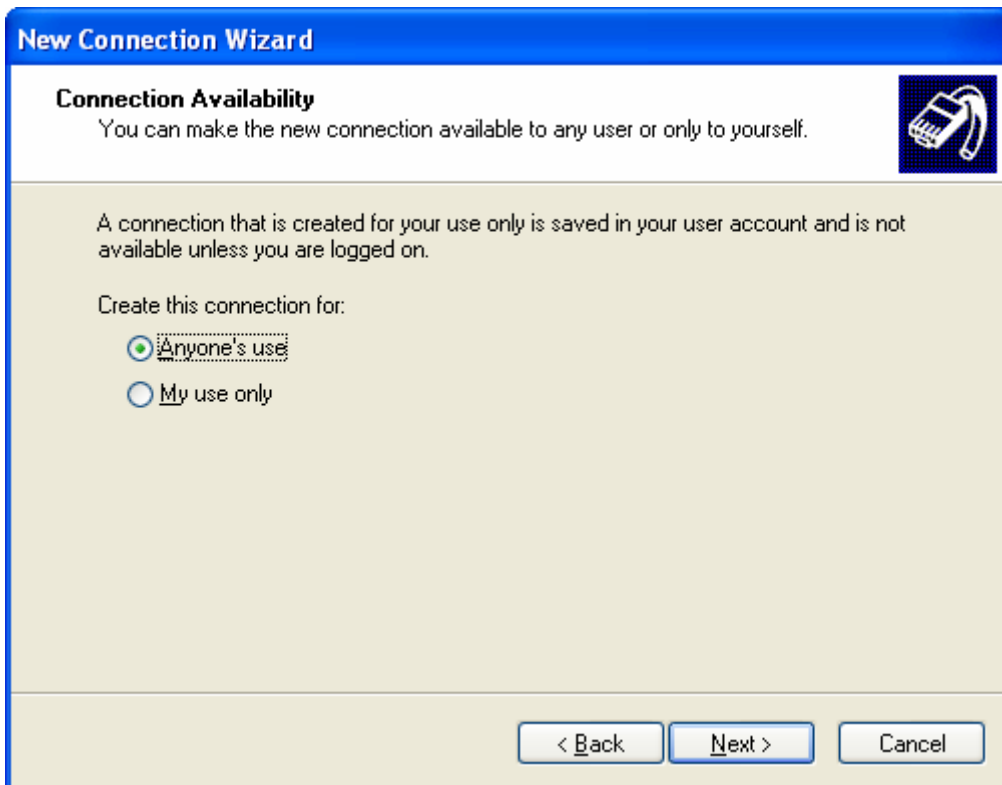 New Connection Wizard
Connection Availability
You can make the new connection available to any user or only to yourself.
A connection that is created for your use only is saved in your user account and is not
available unless you are logged on.
Create this connection for:
Anyone's use
My use only
< Back
Next >
Cancel